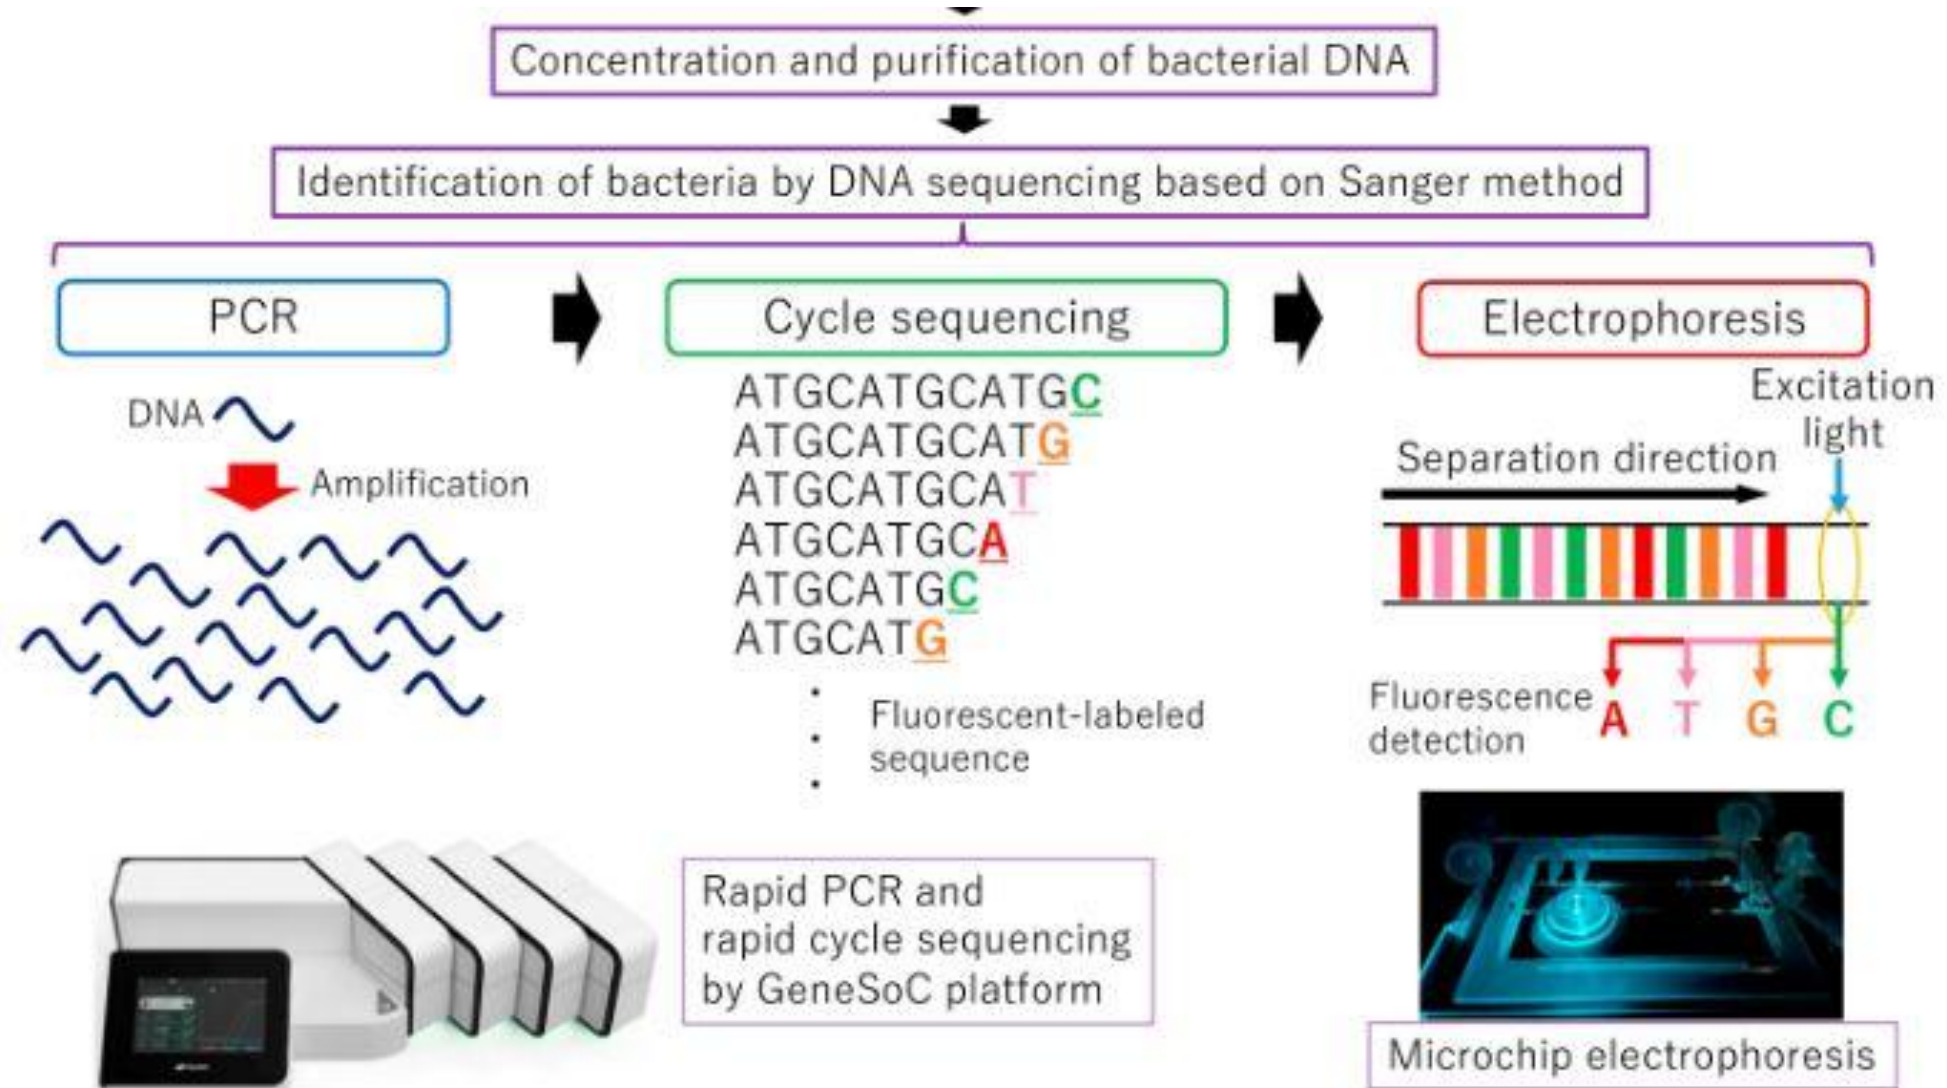 Concentration and purification of bacterial DNA
Identification of bacteria by DNA sequencing based on Sanger method
PCR
Cycle sequencing
Electrophoresis
DNA
Amplification
ATGCATGCATGC
ATGCATGCATG
ATGCATGCAT
ATGCATGCA
ATGCATGC
ATGCATG
Fluorescent-labeled
sequence
Excitation
light
Separation direction
Fluorescence
detection
A T G C
Rapid PCR and
rapid cycle sequencing
by GeneSoC platform
Microchip electrophoresis